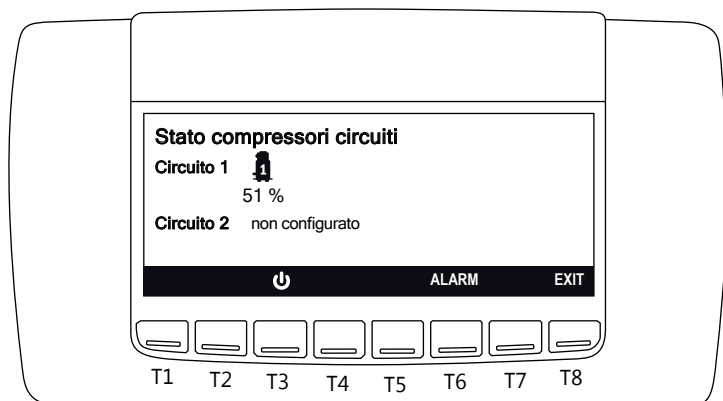 Stato compressori circuiti
Circuito 1 1
51 %
Circuito 2 non configurato
ALARM EXIT
T1 T2 T3 T4 T5 T6 T7 T8